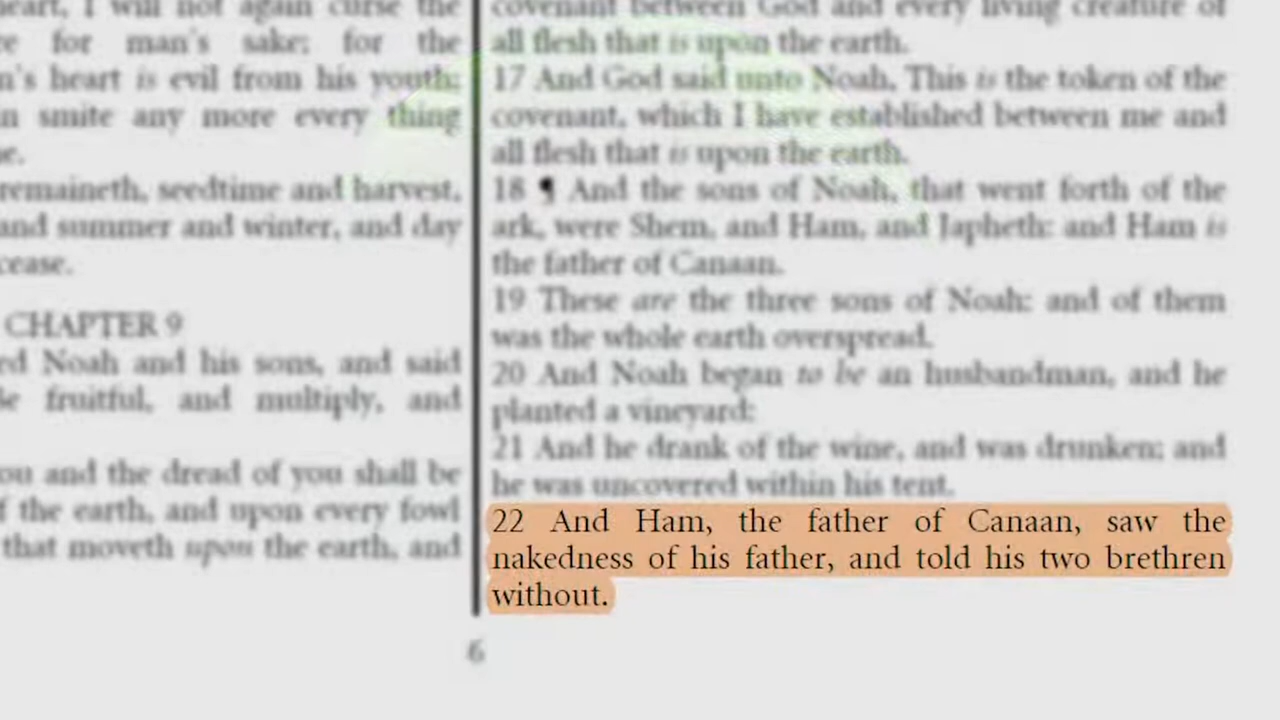 heart, I will not again curse the
for man's sake: for the
n's heart is evil from his youth;
n smite any more every thing
e.
remaineth, seedtime and harvest,
and summer and winter, and day
cease.
CHAPTER 9
ed Noah and his sons, and said
fruitful, and multiply, and
ou and the dread of you shall be
f the earth, and upon every fowl
that moveth upon the earth, and
covenant between God and every living creature of
all flesh that is upon the earth.
17 And God said unto Noah, This is the token of the
covenant, which I have established between me and
all flesh that is upon the earth.
18 ¶ And the sons of Noah, that went forth of the
ark, were Shem, and Ham, and Japheth: and Ham is
the father of Canaan.
19 These are the three sons of Noah: and of them
was the whole earth overspread.
20 And Noah began to be an husbandman, and he
planted a vineyard:
21 And he drank of the wine, and was drunken; and
he was uncovered within his tent.
22 And Ham, the father of Canaan, saw the
nakedness of his father, and told his two brethren
without.
6